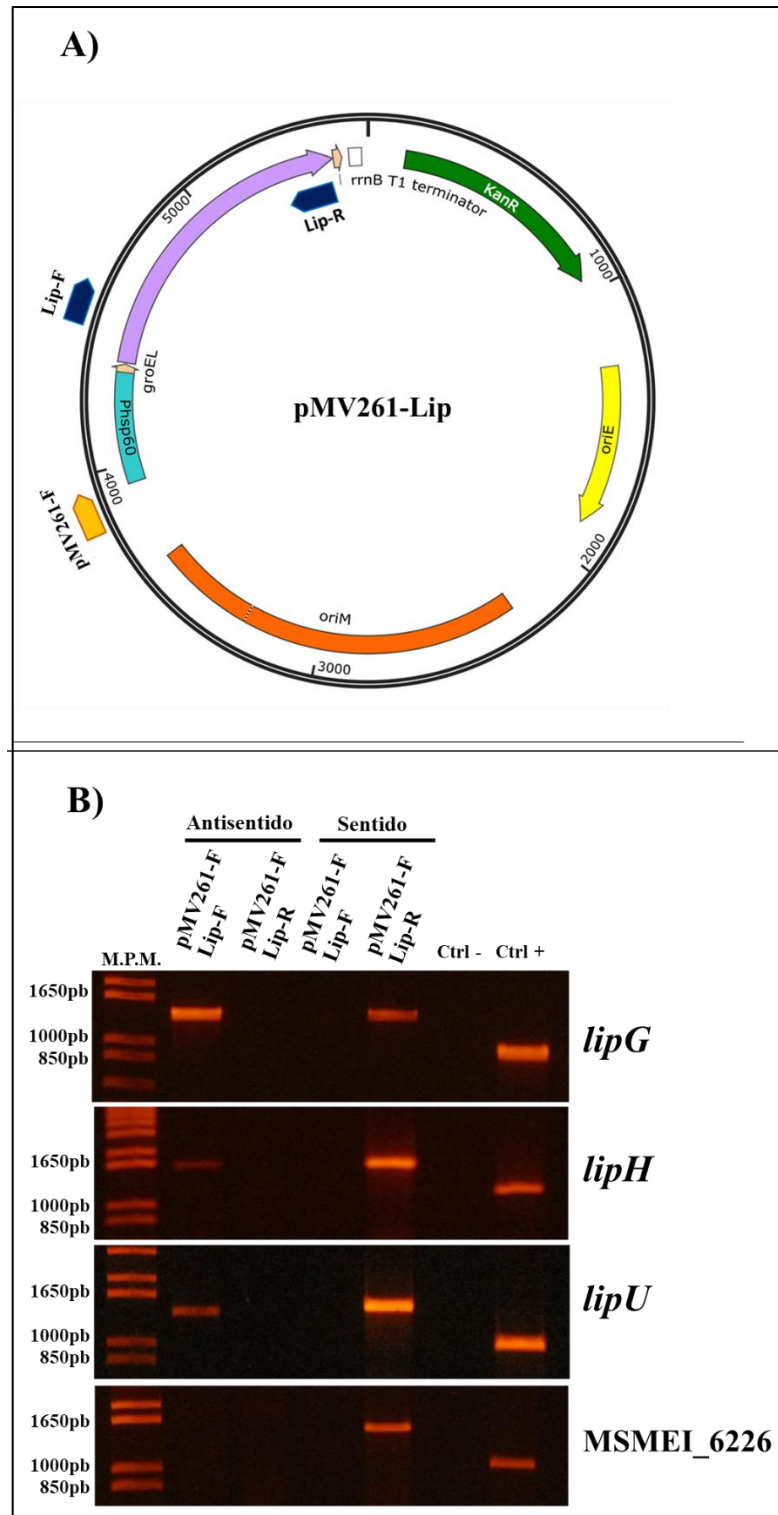 A)
rrnB T1 terminator
KanR
1000
oriE
2000
oriM
3000
4000
pMV261-F
Phsp60
groEL
Lip-F
5000
Lip-R
pMV261-Lip
B)
Antisentido Sentido
pMV261-F
Lip-F
pMV261-F
Lip-R
pMV261-F
Lip-F
pMV261-F
Lip-R
M.P.M. Ctrl - Ctrl +
1650pb
1000pb
850pb
lipG
1650pb
1000pb
850pb
lipH
1650pb
1000pb
850pb
lipU
1650pb
1000pb
850pb
MSMEI_6226